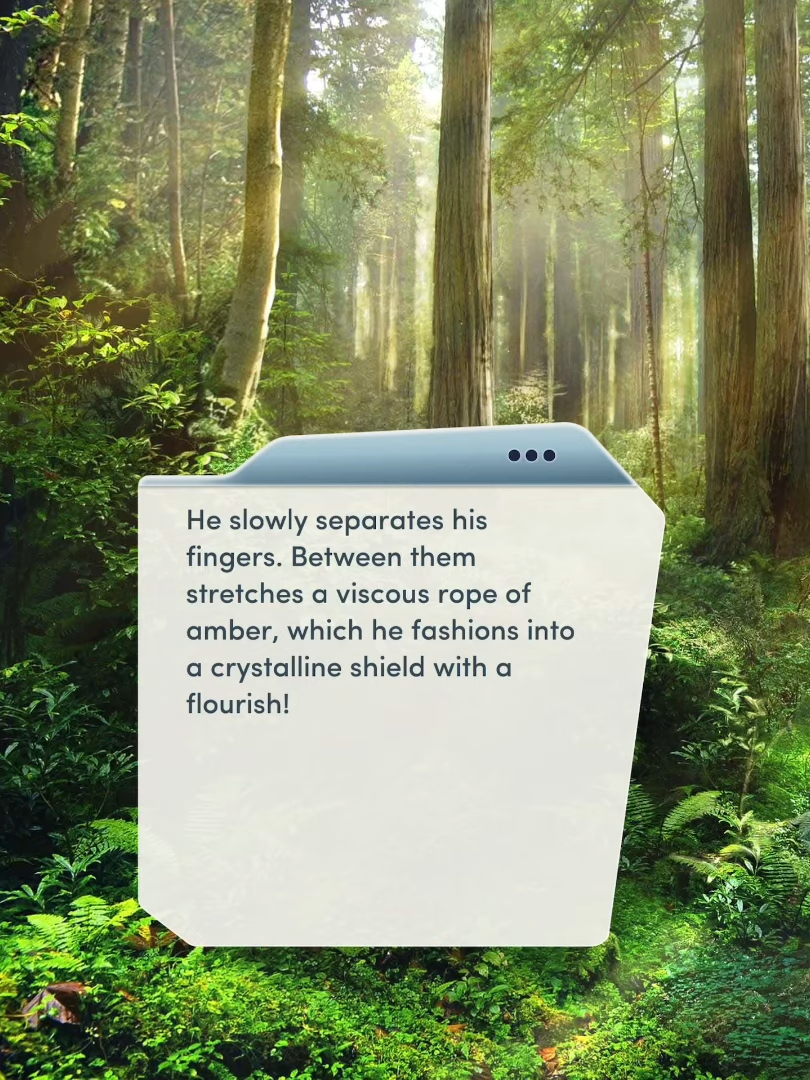 He slowly separates his
fingers. Between them
stretches a viscous rope of
amber, which he fashions into
a crystalline shield with a
flourish!